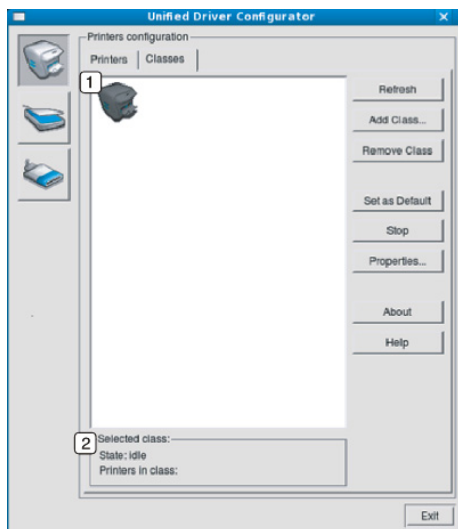 Unified Driver Configurator
Printers configuration
Printers Classes
1
Refresh
Add Class...
Remove Class
Set as Default
Stop
Properties...
About
Help
2
Selected class:
State: idle
Printers in class:
Exit